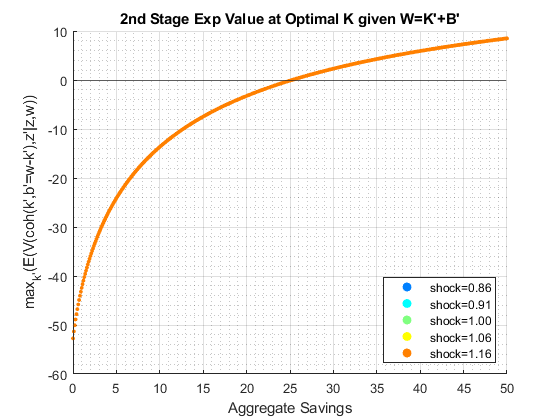 2nd Stage Exp Value at Optimal K given W=K'+B'
max_k'(E(V(coh(k',b'=w-k'),z'|z,w))
10
0
-10
-20
-30
-40
-50
-60
0 5 10 15 20 25 30 35 40 45 50
Aggregate Savings
shock=0.86
shock=0.91
shock=1.00
shock=1.06
shock=1.16